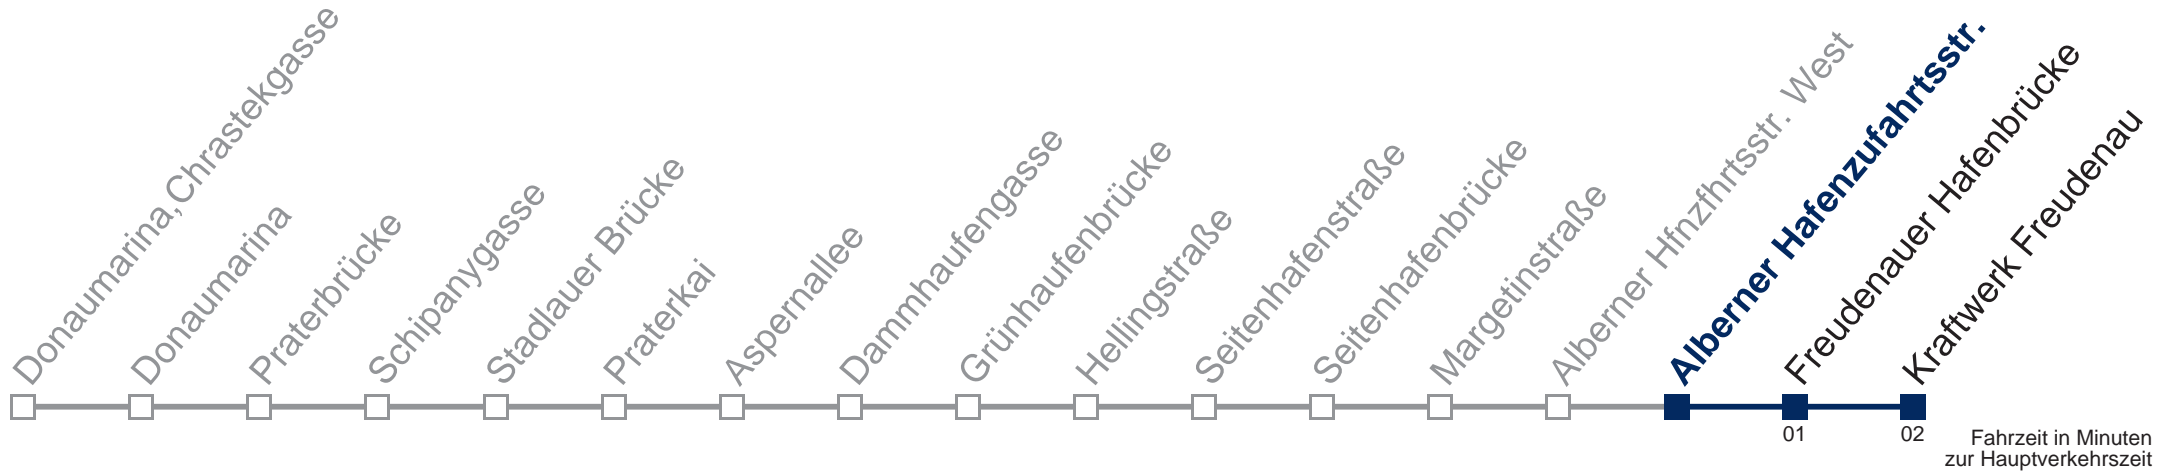 Donaumarina, Chrastekgasse
Donaumarina
Praterbrücke
Schipanygasse
Stadlauer Brücke
Praterkai
Aspernallee
Dammhaufengasse
Grünhaufenbrücke
Hellingstraße
Seitenhafenstraße
Seitenhafenbrücke
Margetinstraße
Alberner Hfnzfhrtsstr. West
Alberner Hafenzufahrtsstr.
Freudenauer Hafenbrücke
Kraftwerk Freudenau
01
02
Fahrzeit in Minuten
zur Hauptverkehrszeit